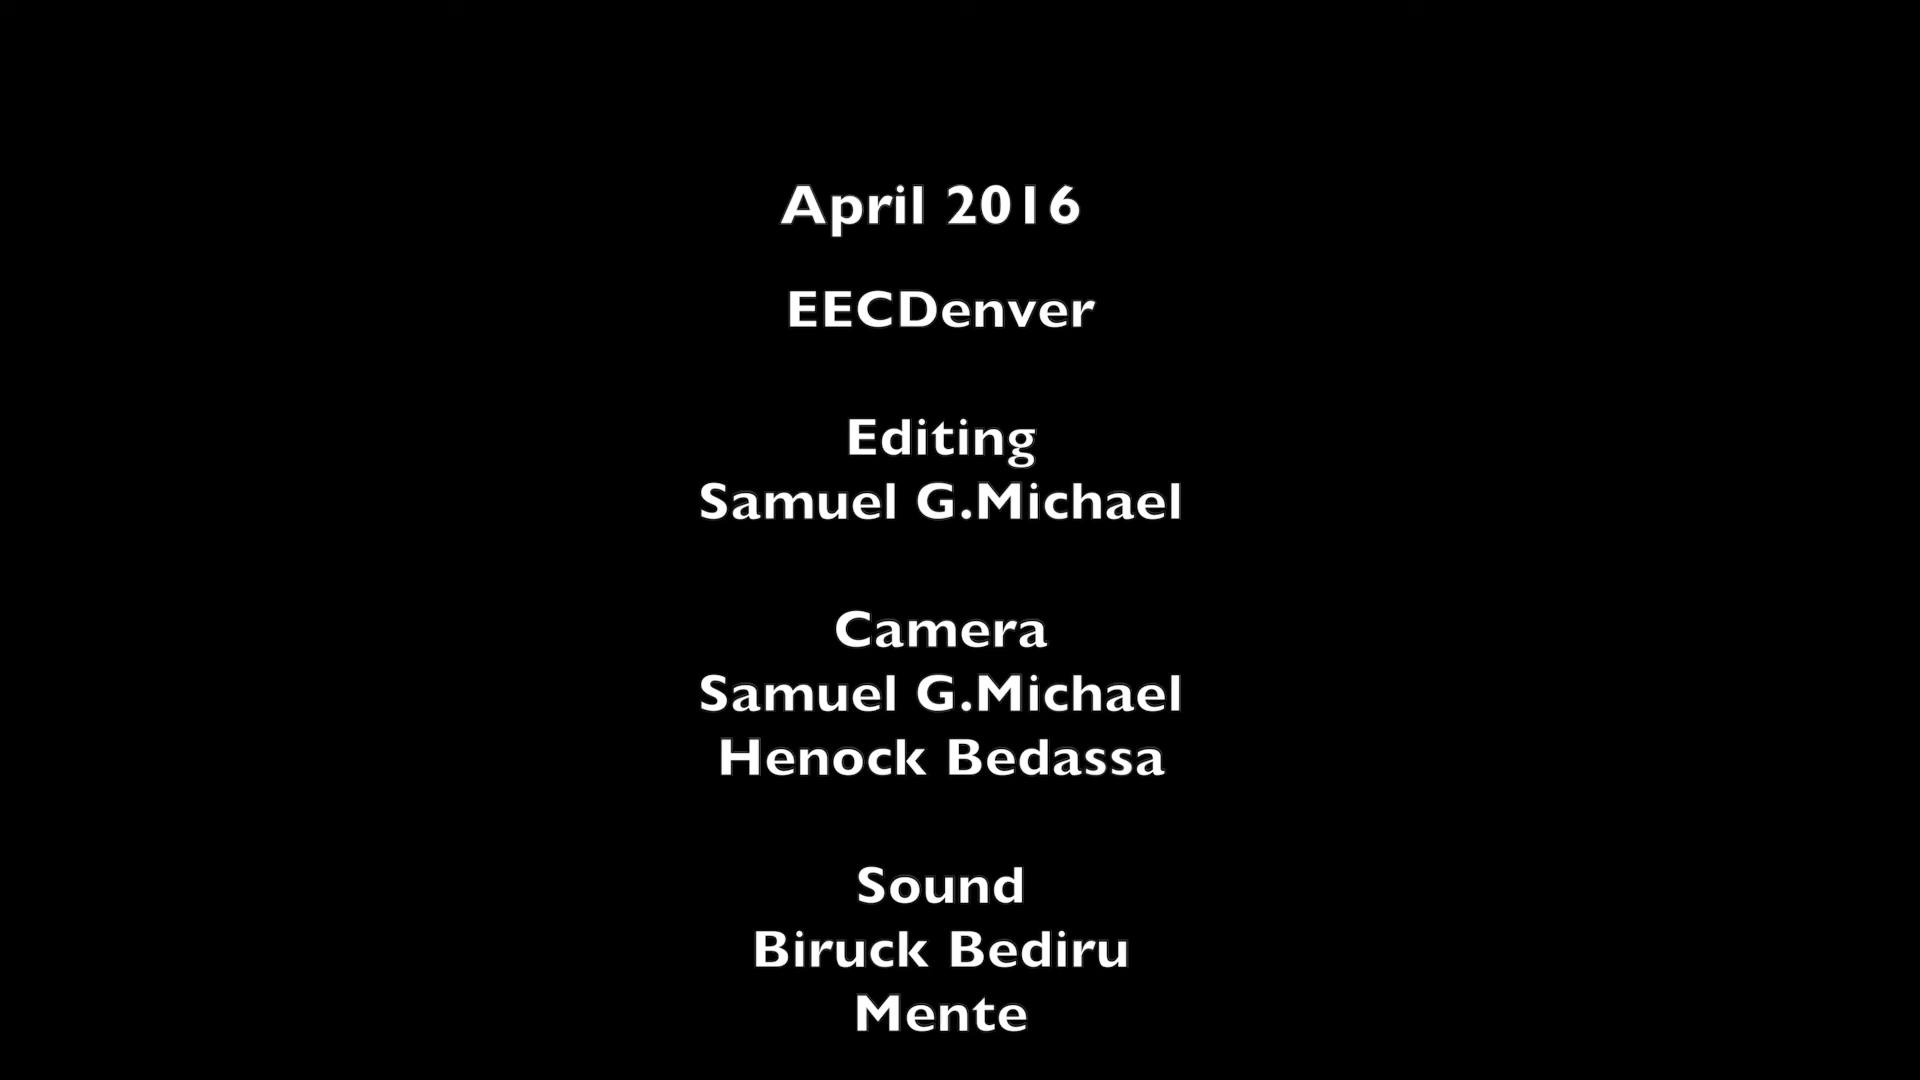 April 2016
EECDenver
Editing
Samuel G.Michael
Camera
Samuel G.Michael
Henock Bedassa
Sound
Biruck Bediru
Mente